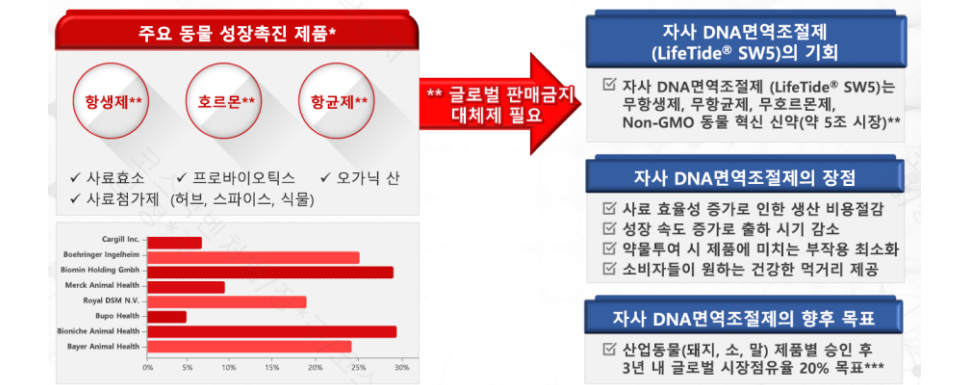 주요 동물 성장촉진 제품*
항생제**
호르몬**
항균제**
✓ 사료효소 ✓ 프로바이오틱스 ✓ 오가닉 산
✓ 사료첨가제 (허브, 스파이스, 식물)
Cargill Inc.
Boehringer Ingelheim
Biomin Holding Gmbh
Merck Animal Health
Royal DSM N.V.
Bupo Health
Bioniche Animal Health
Bayer Animal Health
0% 5% 10% 15% 20% 25% 30%
** 글로벌 판매금지
대체제 필요
자사 DNA면역조절제
(LifeTide® SW5)의 기회
☑ 자사 DNA면역조절제 (LifeTide® SW5)는
무항생제, 무항균제, 무호르몬제,
Non-GMO 동물 혁신 신약(약 5조 시장)**
자사 DNA면역조절제의 장점
☑ 사료 효율성 증가로 인한 생산 비용절감
☑ 성장 속도 증가로 출하 시기 감소
☑ 약물투여 시 제품에 미치는 부작용 최소화
☑ 소비자들이 원하는 건강한 먹거리 제공
자사 DNA면역조절제의 향후 목표
☑ 산업동물(돼지, 소, 말) 제품별 승인 후
3년 내 글로벌 시장점유율 20% 목표***